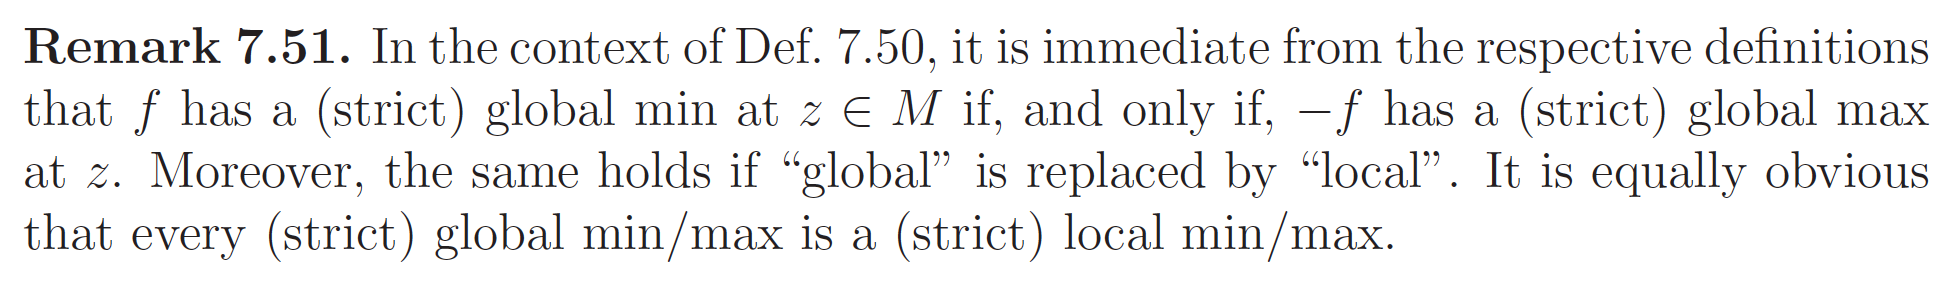 Remark 7.51. In the context of Def. 7.50, it is immediate from the respective definitions
that f has a (strict) global min at z ∈ M if, and only if, −f has a (strict) global max
at z. Moreover, the same holds if “global” is replaced by “local”. It is equally obvious
that every (strict) global min/max is a (strict) local min/max.